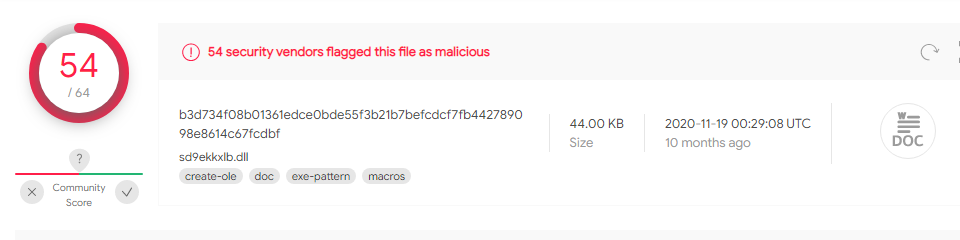 54
/ 64
?
Community
Score
54 security vendors flagged this file as malicious
b3d734f08b01361edce0bde55f3b21b7befcdcf7fb4427890
98e8614c67fcdbf
sd9ekkxlb.dll
create-ole doc exe-pattern macros
44.00 KB
Size
2020-11-19 00:29:08 UTC
10 months ago
W
DOC